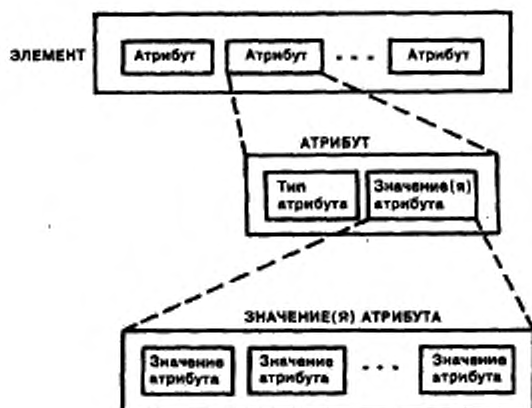 ЭЛЕМЕНТ
Атрибут Атрибут Атрибут
АТРИБУТ
Тип
атрибута
Значение(я)
атрибута
ЗНАЧЕНИЕ(Я) АТРИБУТА
Значение
атрибута
Значение
атрибута
Значение
атрибута